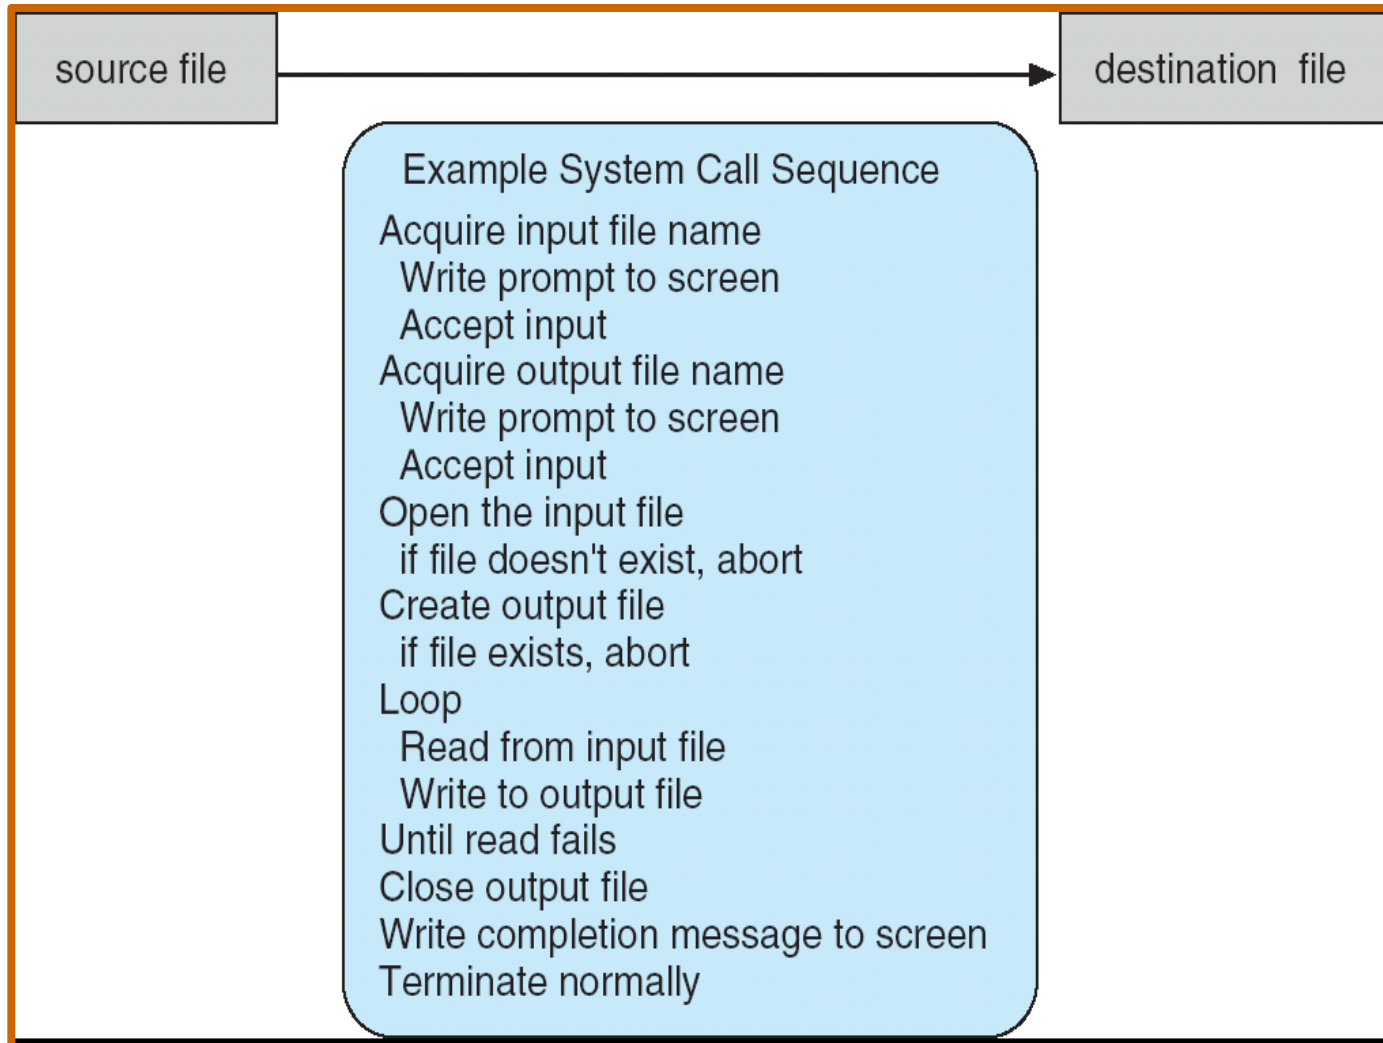 source file
destination file
Example System Call Sequence
Acquire input file name
Write prompt to screen
Accept input
Acquire output file name
Write prompt to screen
Accept input
Open the input file
if file doesn't exist, abort
Create output file
if file exists, abort
Loop
Read from input file
Write to output file
Until read fails
Close output file
Write completion message to screen
Terminate normally